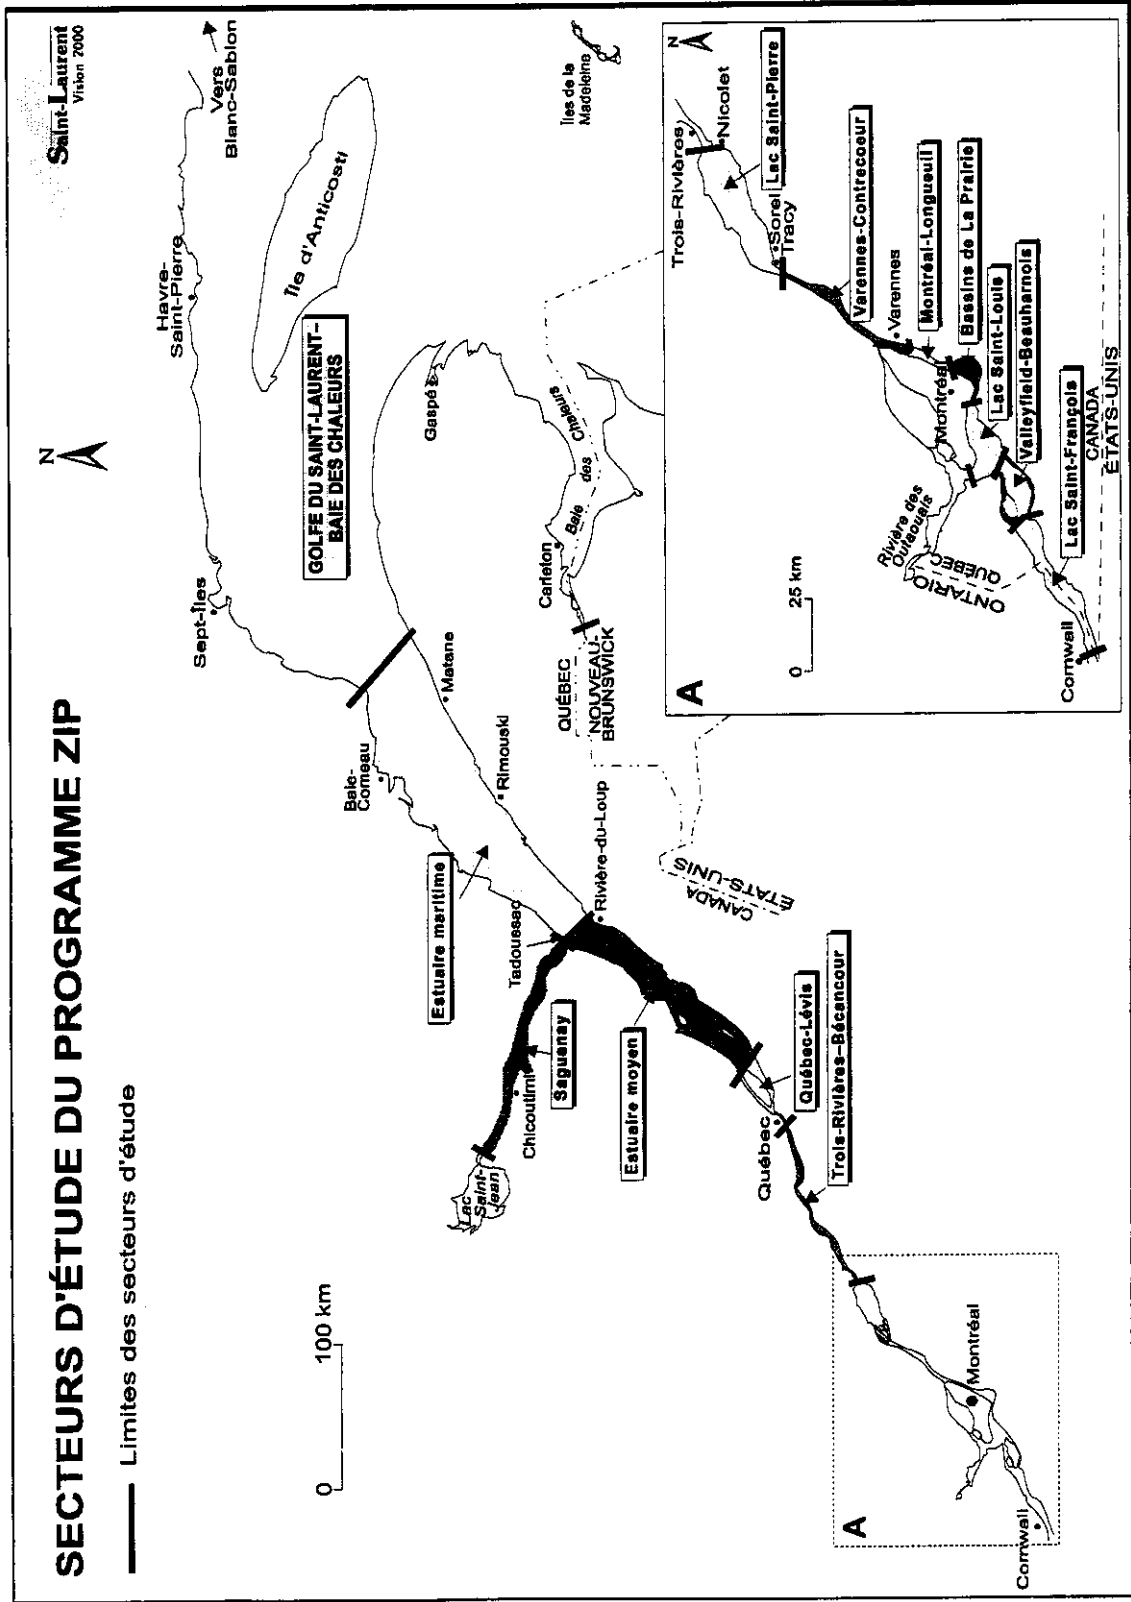 SECTEURS D'ÉTUDE DU PROGRAMME ZIP
Limites des secteurs d'étude
Saint-Laurent
Vision 2000
N
0
100 km
Vers
Blanc-Sablon
Havre-
Saint-Pierre
Sept-Îles
Île d'Anticosti
GOLFE DU SAINT-LAURENT–
BAIE DES CHALEURS
Îles de la
Madeleine
Baie-
Comeau
Matane
Gaspé
Rimouski
Estuaire maritime
Carleton
Baie des Chaleurs
QUÉBEC
NOUVEAU-
BRUNSWICK
Tadoussac
Rivière-du-Loup
Lac
Saint-
Jean
Chicoutimi
Saguenay
Estuaire moyen
CANADA
ÉTATS-UNIS
Québec
Québec-Lévis
Trois-Rivières–Bécancour
Montréal
Cornwall
A
A
N
0
25 km
Trois-Rivières
Nicolet
Lac Saint-Pierre
Sorel
Tracy
Varennes-Contrecoeur
Varennes
Montréal-Longueuil
Montréal
Bassins de La Prairie
Lac Saint-Louis
Valleyfield-Beauharnois
Rivière des
Outaouais
QUÉBEC
ONTARIO
Lac Saint-François
CANADA
ÉTATS-UNIS
Cornwall